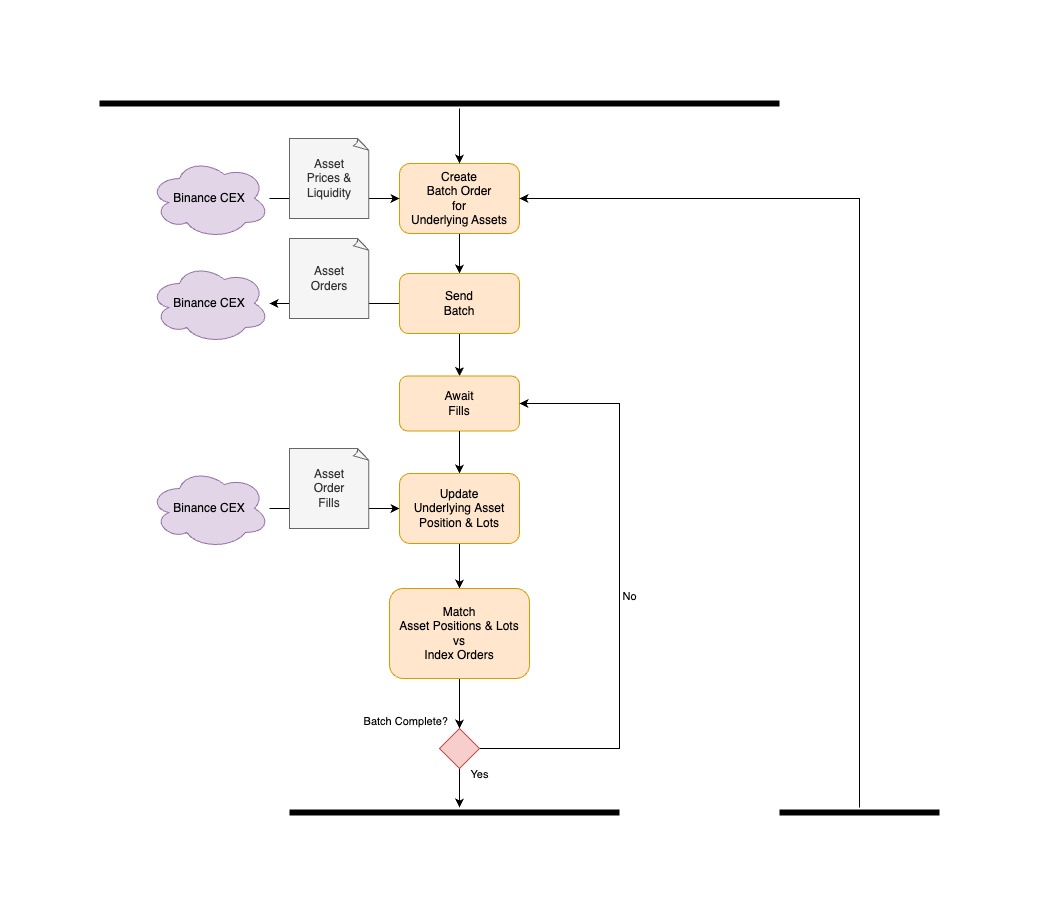 Binance CEX
Asset
Prices &
Liquidity
Create
Batch Order
for
Underlying Assets
Binance CEX
Asset
Orders
Send
Batch
Await
Fills
Binance CEX
Asset
Order
Fills
Update
Underlying Asset
Position & Lots
Match
Asset Positions & Lots
vs
Index Orders
No
Batch Complete?
Yes